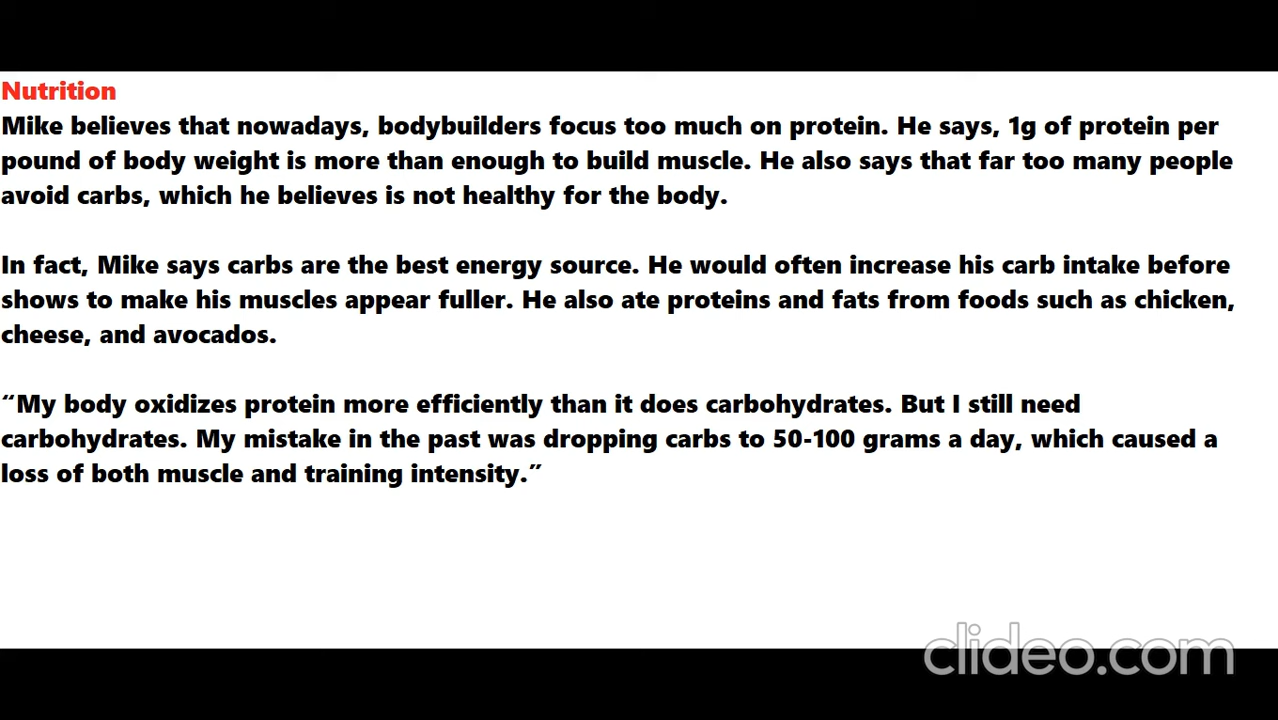 Nutrition
Mike believes that nowadays, bodybuilders focus too much on protein. He says, 1g of protein per
pound of body weight is more than enough to build muscle. He also says that far too many people
avoid carbs, which he believes is not healthy for the body.
In fact, Mike says carbs are the best energy source. He would often increase his carb intake before
shows to make his muscles appear fuller. He also ate proteins and fats from foods such as chicken,
cheese, and avocados.
“My body oxidizes protein more efficiently than it does carbohydrates. But I still need
carbohydrates. My mistake in the past was dropping carbs to 50-100 grams a day, which caused a
loss of both muscle and training intensity.”
clideo.com